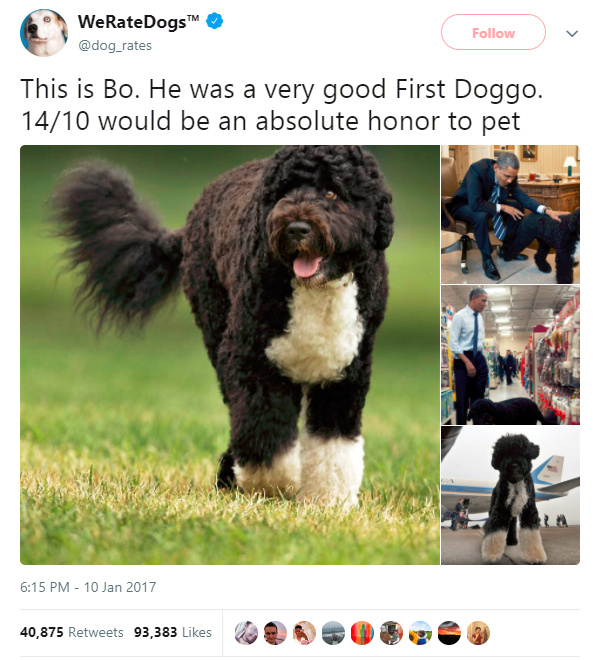 WeRateDogs™
@dog_rates
Follow
This is Bo. He was a very good First Doggo.
14/10 would be an absolute honor to pet
6:15 PM - 10 Jan 2017
40,875 Retweets 93,383 Likes